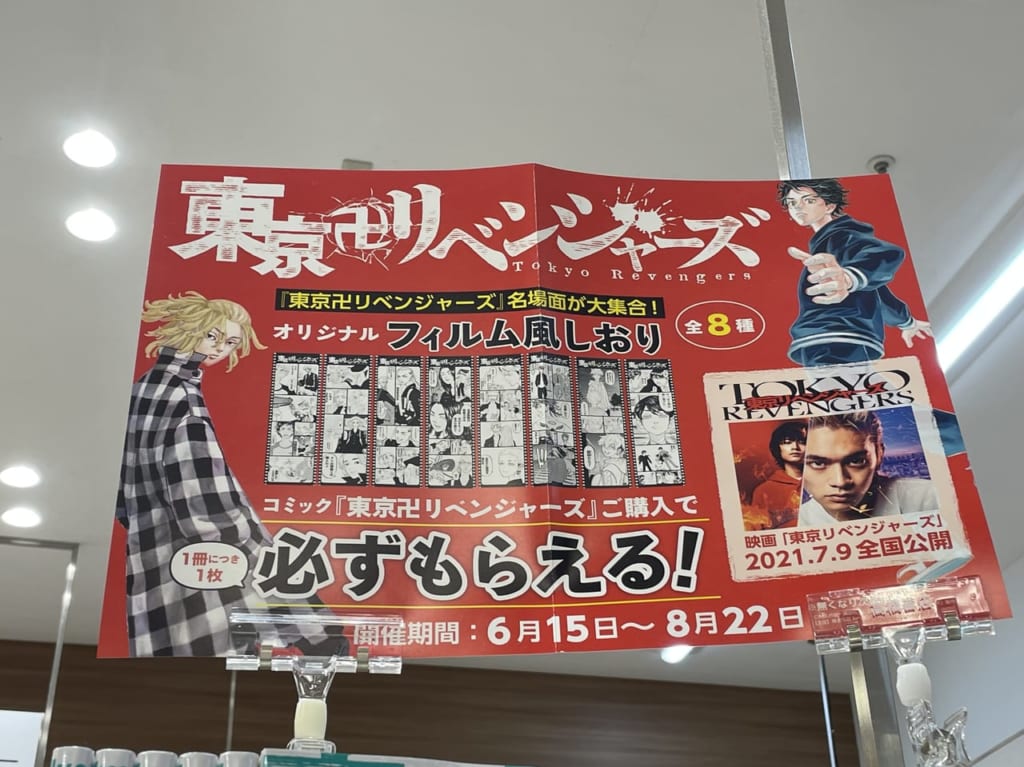 東京卍リベンジャーズ
Tokyo Revengers
『東京卍リベンジャーズ』名場面が大集合！
オリジナル フィルム風しおり
全8種
コミック『東京卍リベンジャーズ』ご購入で
必ずもらえる！
1冊につき
1枚
開催期間：6月15日〜8月22日
TOKYO
東京リベンジャーズ
REVENGERS
映画「東京リベンジャーズ」
2021.7.9 全国公開